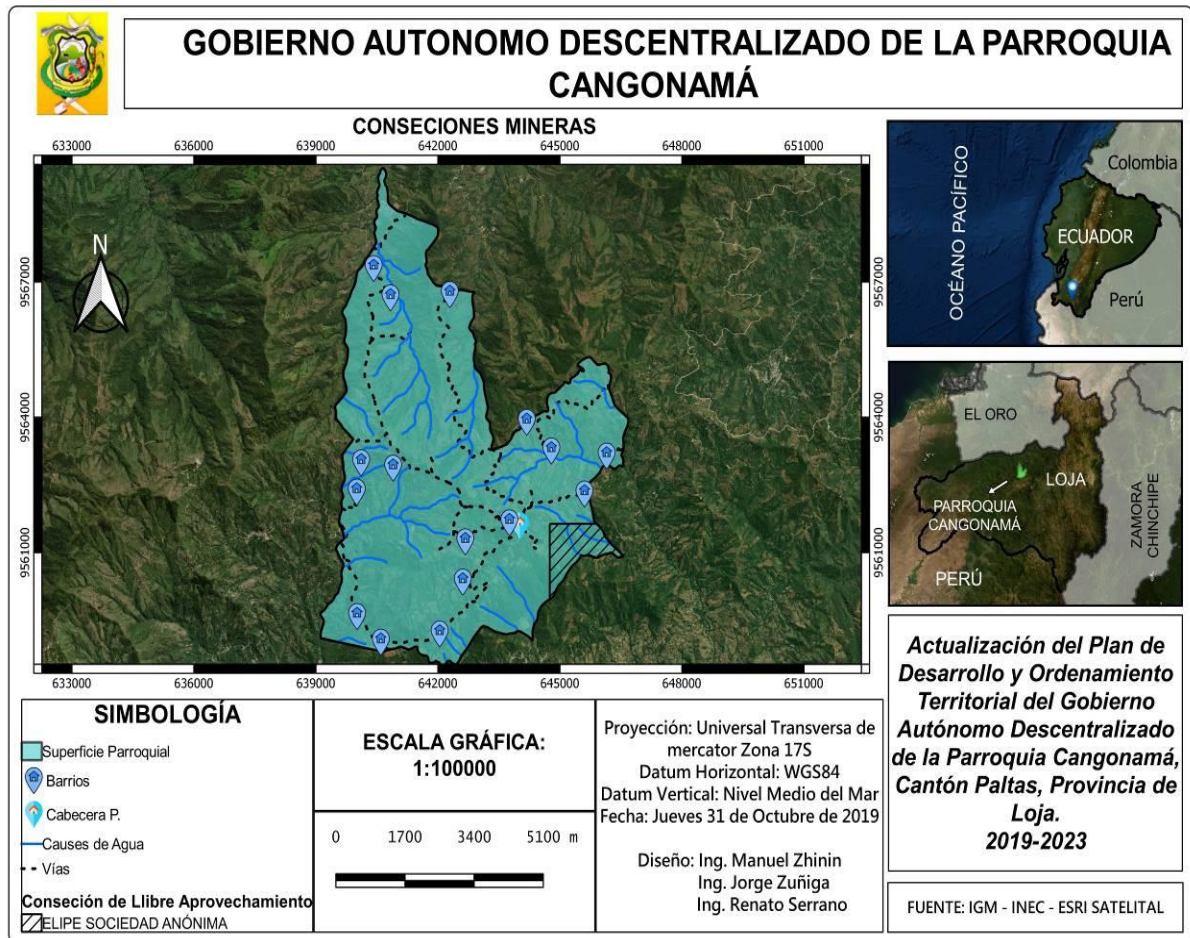 GOBIERNO AUTONOMO DESCENTRALIZADO DE LA PARROQUIA
CANGONAMÁ
CONSECIONES MINERAS
633000 636000 639000 642000 645000 648000 651000
N
9567000
9564000
9561000
9567000
9564000
9561000
633000 636000 639000 642000 645000 648000 651000
OCÉANO PACÍFICO
Colombia
ECUADOR
Perú
EL ORO
LOJA
PARROQUIA
CANGONAMÁ
ZAMORA
CHINCHIPE
PERÚ
SIMBOLOGÍA
Superficie Parroquial
Barrios
Cabecera P.
Causes de Agua
Vías
Conseción de Llibre Aprovechamiento
ELIPE SOCIEDAD ANÓNIMA
ESCALA GRÁFICA:
1:100000
0 1700 3400 5100 m
Proyección: Universal Transversa de
mercator Zona 17S
Datum Horizontal: WGS84
Datum Vertical: Nivel Medio del Mar
Fecha: Jueves 31 de Octubre de 2019
Diseño: Ing. Manuel Zhinin
Ing. Jorge Zuñiga
Ing. Renato Serrano
Actualización del Plan de
Desarrollo y Ordenamiento
Territorial del Gobierno
Autónomo Descentralizado
de la Parroquia Cangonamá,
Cantón Paltas, Provincia de
Loja.
2019-2023
FUENTE: IGM - INEC - ESRI SATELITAL